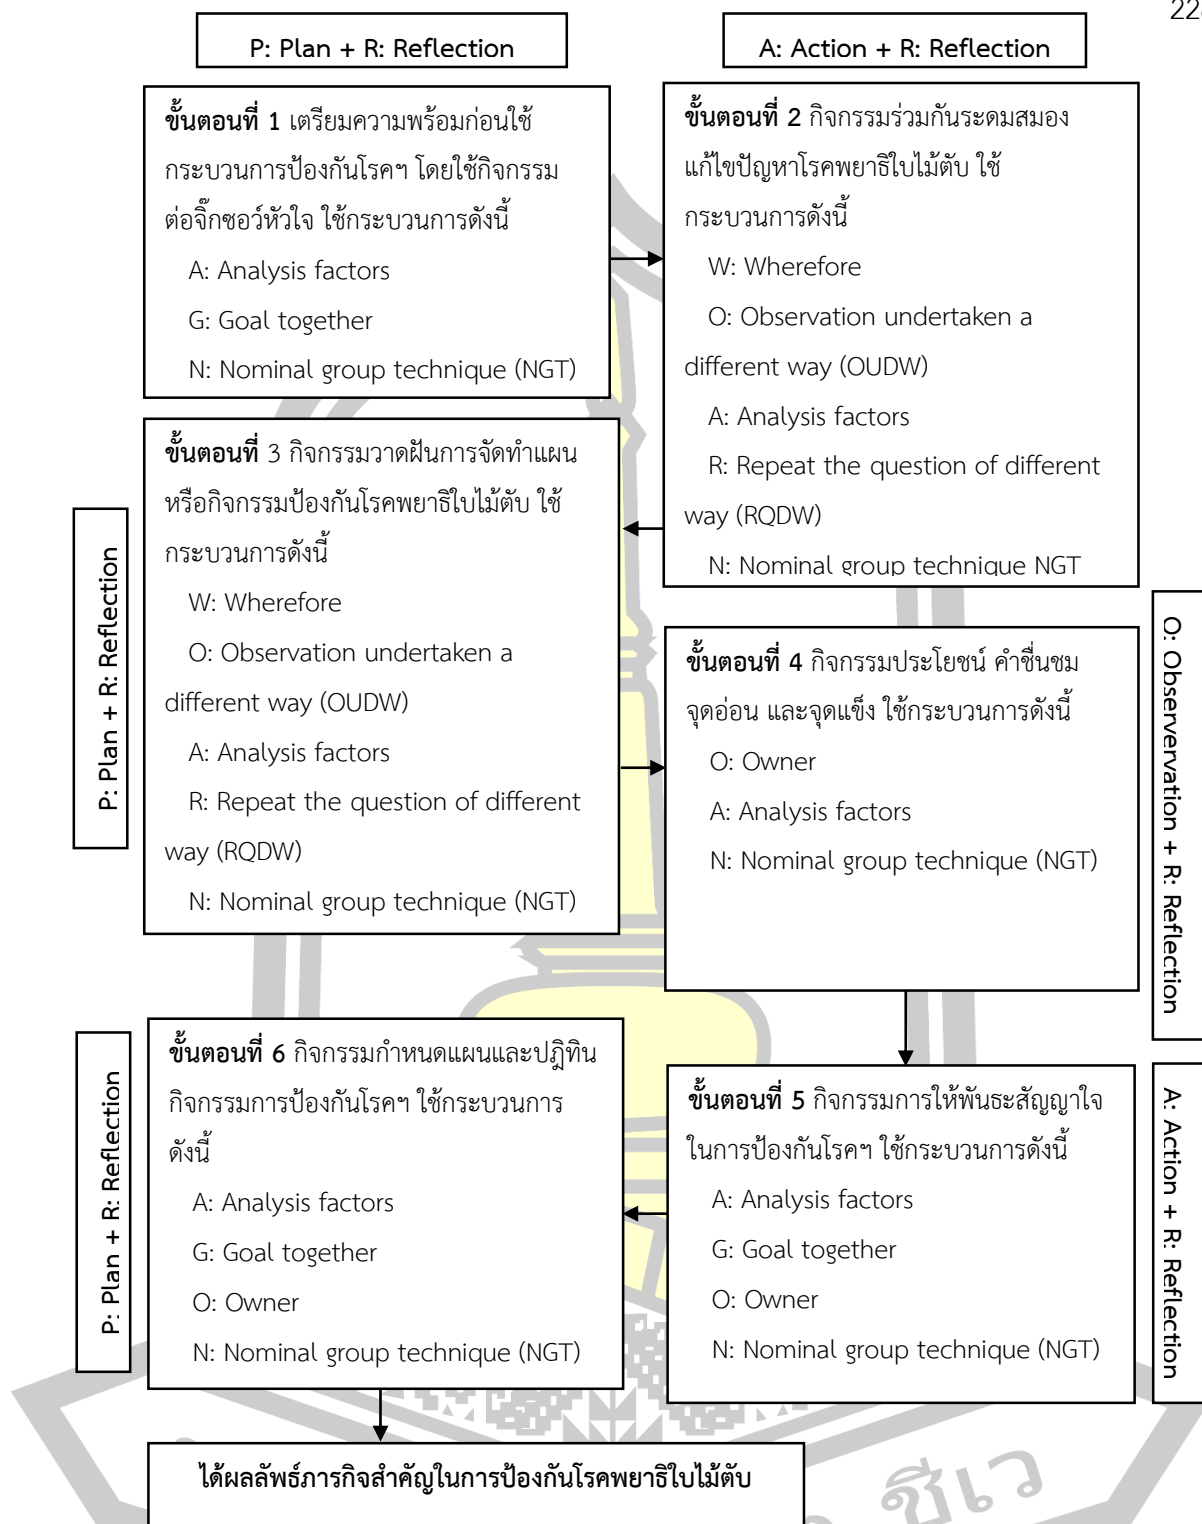 P: Plan + R: Reflection
A: Action + R: Reflection
ขั้นตอนที่ 1 เตรียมความพร้อมก่อนใช้
กระบวนการป้องกันโรคฯ โดยใช้กิจกรรม
ต่อจิ๊กซอว์หัวใจ ใช้กระบวนการดังนี้
A: Analysis factors
G: Goal together
N: Nominal group technique (NGT)
ขั้นตอนที่ 2 กิจกรรมร่วมกันระดมสมอง
แก้ไขปัญหาโรคพยาธิใบไม้ตับ ใช้
กระบวนการดังนี้
W: Wherefore
O: Observation undertaken a
different way (OUDW)
A: Analysis factors
R: Repeat the question of different
way (RQDW)
N: Nominal group technique NGT
P: Plan + R: Reflection
ขั้นตอนที่ 3 กิจกรรมวาดฝันการจัดทำแผน
หรือกิจกรรมป้องกันโรคพยาธิใบไม้ตับ ใช้
กระบวนการดังนี้
W: Wherefore
O: Observation undertaken a
different way (OUDW)
A: Analysis factors
R: Repeat the question of different
way (RQDW)
N: Nominal group technique (NGT)
ขั้นตอนที่ 4 กิจกรรมประโยชน์ คำชื่นชม
จุดอ่อน และจุดแข็ง ใช้กระบวนการดังนี้
O: Owner
A: Analysis factors
N: Nominal group technique (NGT)
O: Observervation + R: Reflection
ขั้นตอนที่ 5 กิจกรรมการให้พันธะสัญญาใจ
ในการป้องกันโรคฯ ใช้กระบวนการดังนี้
A: Analysis factors
G: Goal together
O: Owner
N: Nominal group technique (NGT)
A: Action + R: Reflection
P: Plan + R: Reflection
ขั้นตอนที่ 6 กิจกรรมกำหนดแผนและปฎิทิน
กิจกรรมการป้องกันโรคฯ ใช้กระบวนการ
ดังนี้
A: Analysis factors
G: Goal together
O: Owner
N: Nominal group technique (NGT)
ได้ผลลัพธ์ภารกิจสำคัญในการป้องกันโรคพยาธิใบไม้ตับ
ชีเว